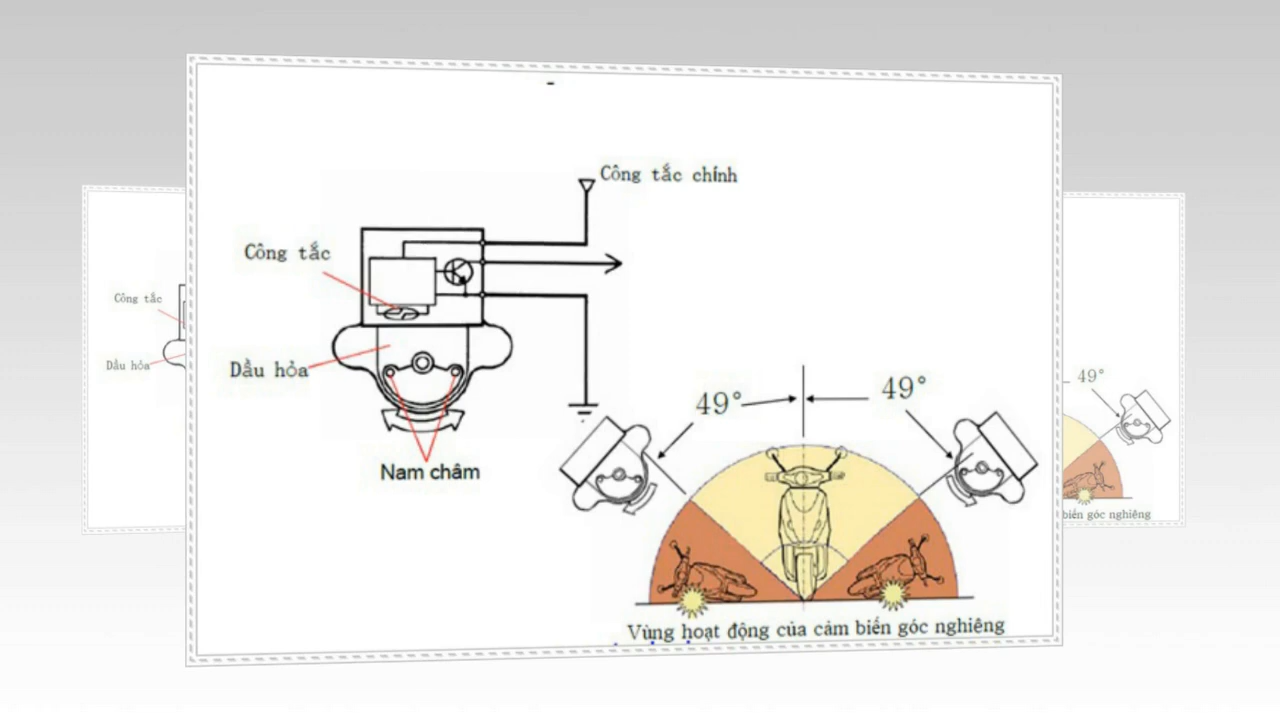 Công tắc chính
Công tắc
Dầu hỏa
Nam châm
49°
49°
Vùng hoạt động của cảm biến góc nghiêng
Công tắc
Dầu hỏa
49°
biến góc nghiêng